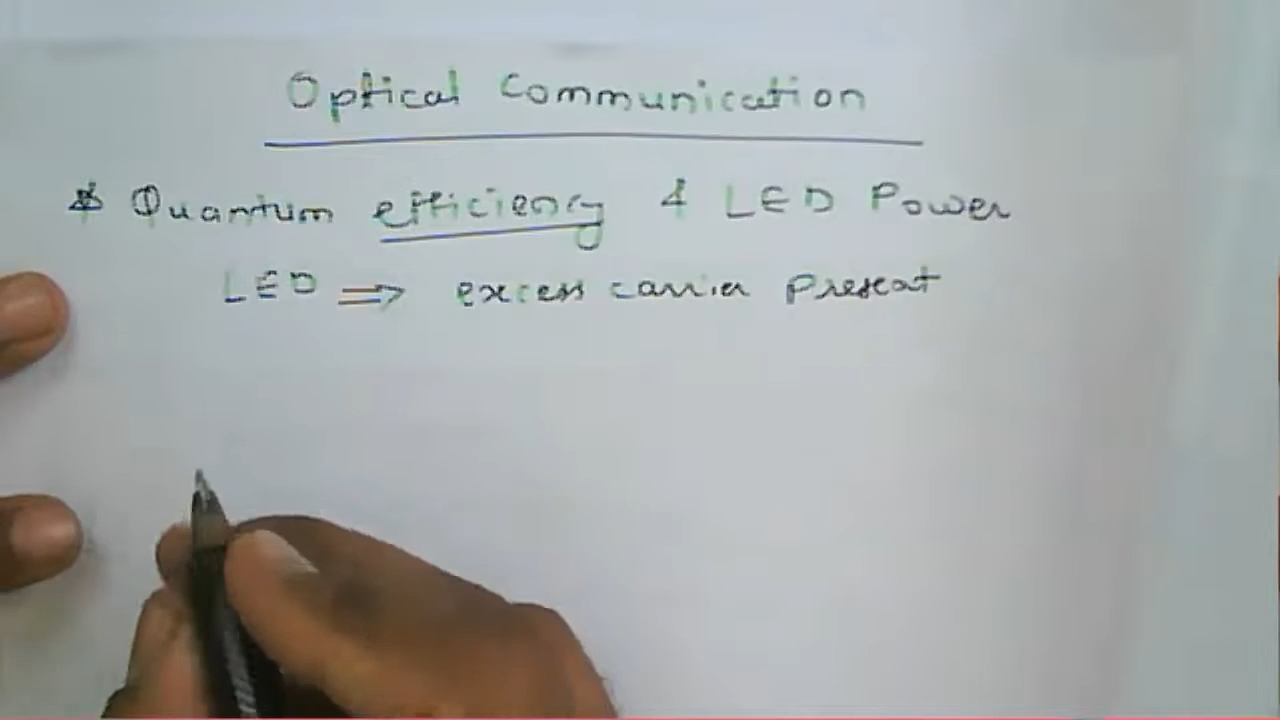 Optical Communication
* Quantum efficiency & LED Power
LED => excess carrier present